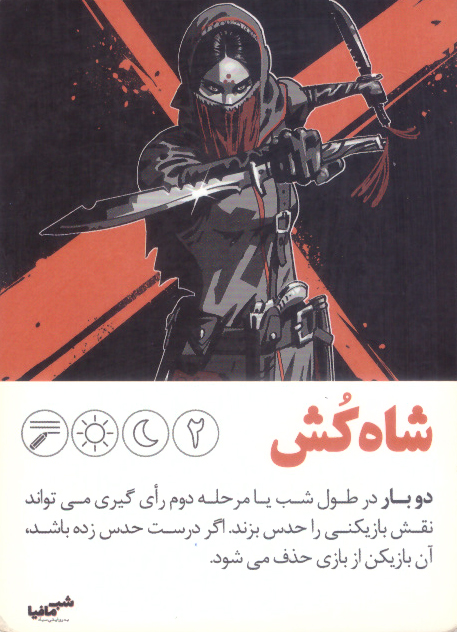 شاه‌کُش
۲
دو بار در طول شب یا مرحله دوم رأی گیری می تواند
نقش بازیکنی را حدس بزند. اگر درست حدس زده باشد،
آن بازیکن از بازی حذف می شود.
شب
مافیا